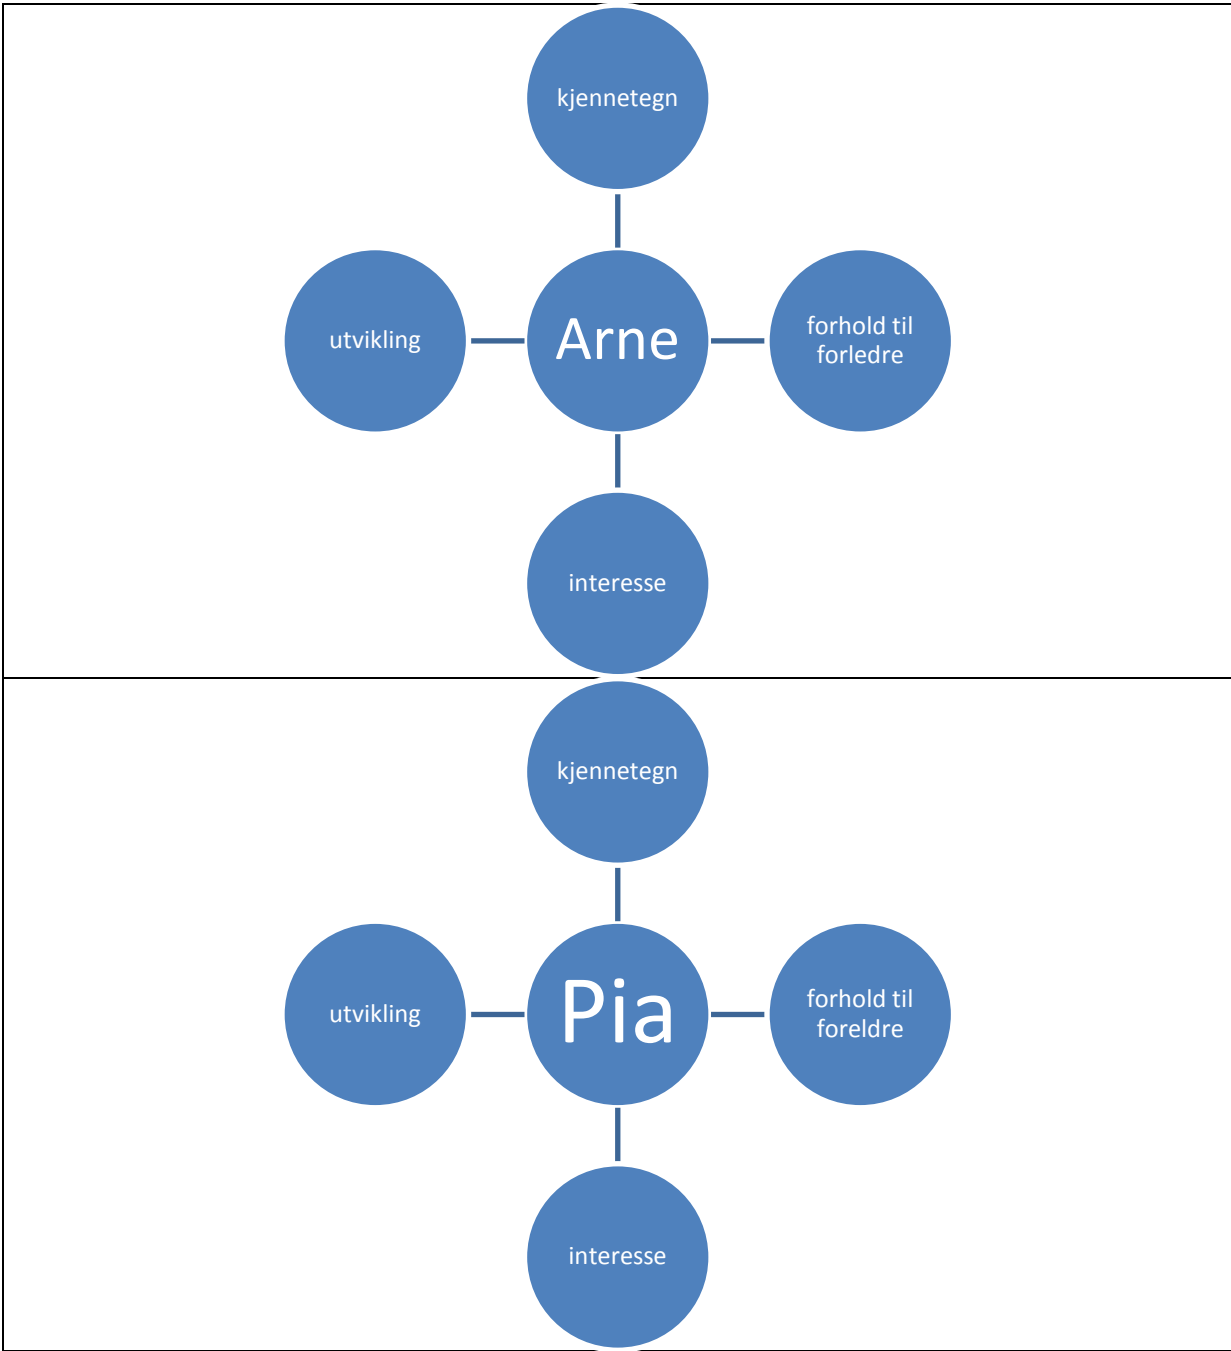 kjennetegn
utvikling
Arne
forhold til
forledre
interesse
kjennetegn
utvikling
Pia
forhold til
foreldre
interesse